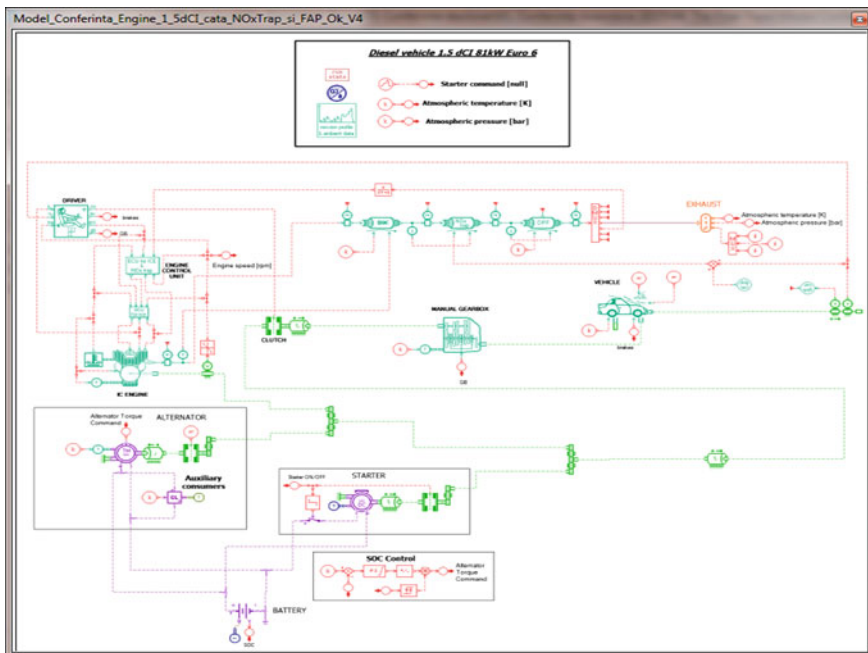 Model_Conferinta_Engine_1_5dCI_cata_NOxTrap_si_FAP_Ok_V4
Diesel vehicle 1.5 dCI 81kW Euro 6
Starter command [null]
Atmospheric temperature [K]
Atmospheric pressure [bar]
DRIVER
brakes
GB
ENGINE
CONTROL
UNIT
Engine speed [rpm]
EXHAUST
Atmospheric temperature [K]
Atmospheric pressure [bar]
VEHICLE
MANUAL GEARBOX
CLUTCH
brakes
GB
IC ENGINE
Alternator Torque
Command
ALTERNATOR
Auxiliary
consumers
STARTER
Starter ON/OFF
SOC Control
Alternator
Torque
Command
BATTERY
SOC